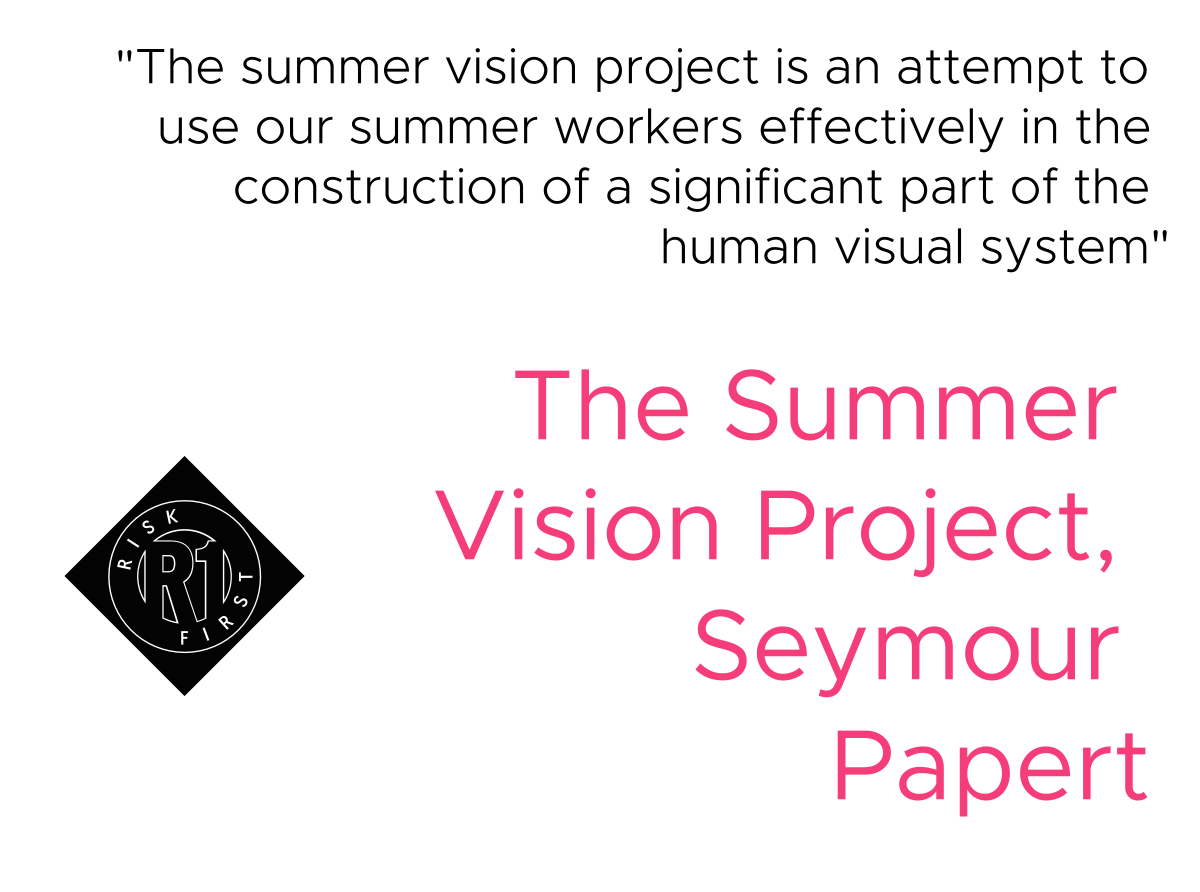 "The summer vision project is an attempt to
use our summer workers effectively in the
construction of a significant part of the
human visual system"
The Summer
Vision Project,
Seymour
Papert
RISK
R1
FIRST